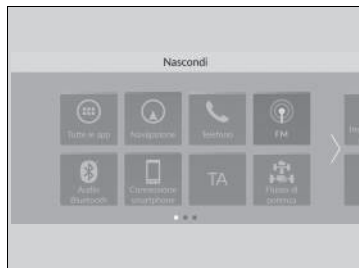 Nascondi
Tutte le app
Navigazione
Telefono
FM
Audio
Bluetooth
Connessione
smartphone
TA
Flusso di
potenza